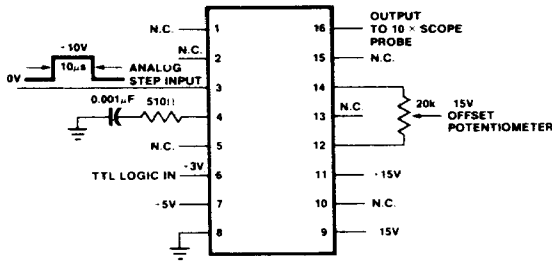 N.C. 1
N.C. 2
-10V
10µs
0V
ANALOG
STEP INPUT
3
0.001µF 510Ω
4
N.C. 5
-3V
TTL LOGIC IN 6
-5V 7
8
16 OUTPUT
TO 10 × SCOPE
PROBE
15 N.C.
14
20k
15V
OFFSET
POTENTIOMETER
13 N.C.
12
11 -15V
10 N.C.
9 15V